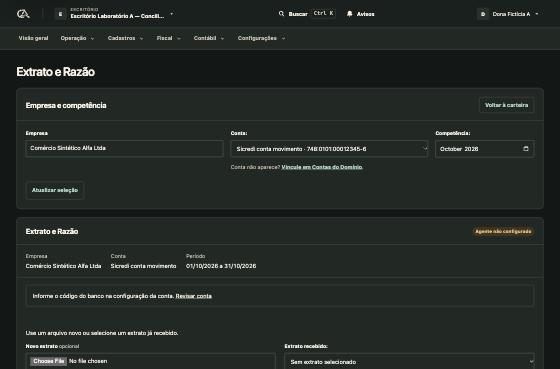 CA
ESCRITÓRIO
E
Escritório Laboratório A — Concili...
Buscar Ctrl K
Avisos
D
Dona Fictícia A
Visão geral
Operação
Cadastros
Fiscal
Contábil
Configurações
Extrato e Razão
Empresa e competência
Voltar à carteira
Empresa
Comércio Sintético Alfa Ltda
Conta:
Sicredi conta movimento · 748 0101 00012345-6
Competência:
October 2026
Conta não aparece? Vincule em Contas do Domínio.
Atualizar seleção
Extrato e Razão
Agente não configurado
Empresa
Comércio Sintético Alfa Ltda
Conta
Sicredi conta movimento
Período
01/10/2026 a 31/10/2026
Informe o código do banco na configuração da conta. Revisar conta
Use um arquivo novo ou selecione um extrato já recebido.
Novo extrato opcional
Choose File No file chosen
Extrato recebido:
Sem extrato selecionado